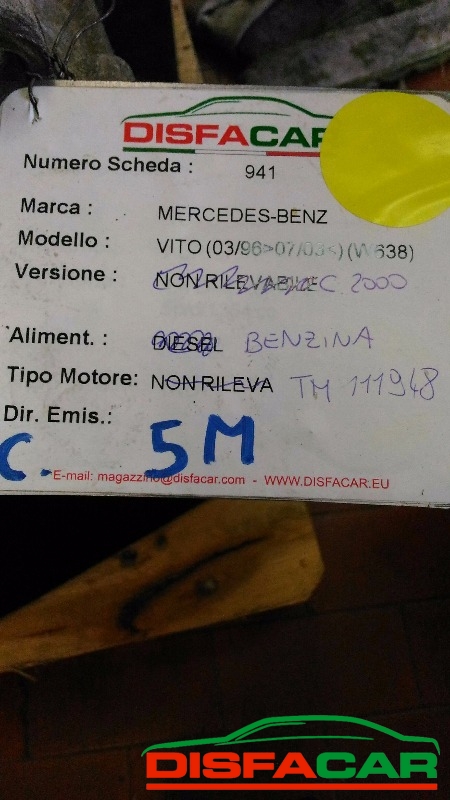 DISFACAR
Numero Scheda : 941
Marca : MERCEDES-BENZ
Modello : VITO (03/96>07/03<) (W638)
Versione : NON RILEVABILE C 2000
Aliment. : DIESEL BENZINA
Tipo Motore: NON RILEVA TM 111948
Dir. Emis.:
C. 5M
E-mail: magazzino@disfacar.com - WWW.DISFACAR.EU
DISFACAR